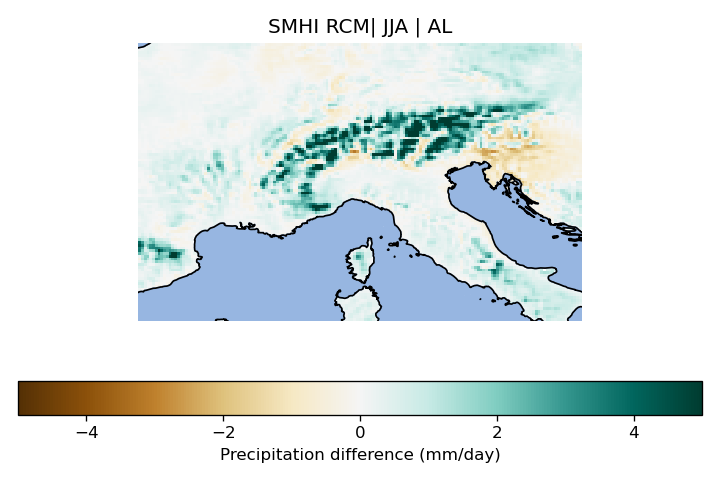 SMHI RCM| JJA | AL
−4 −2 0 2 4
Precipitation difference (mm/day)